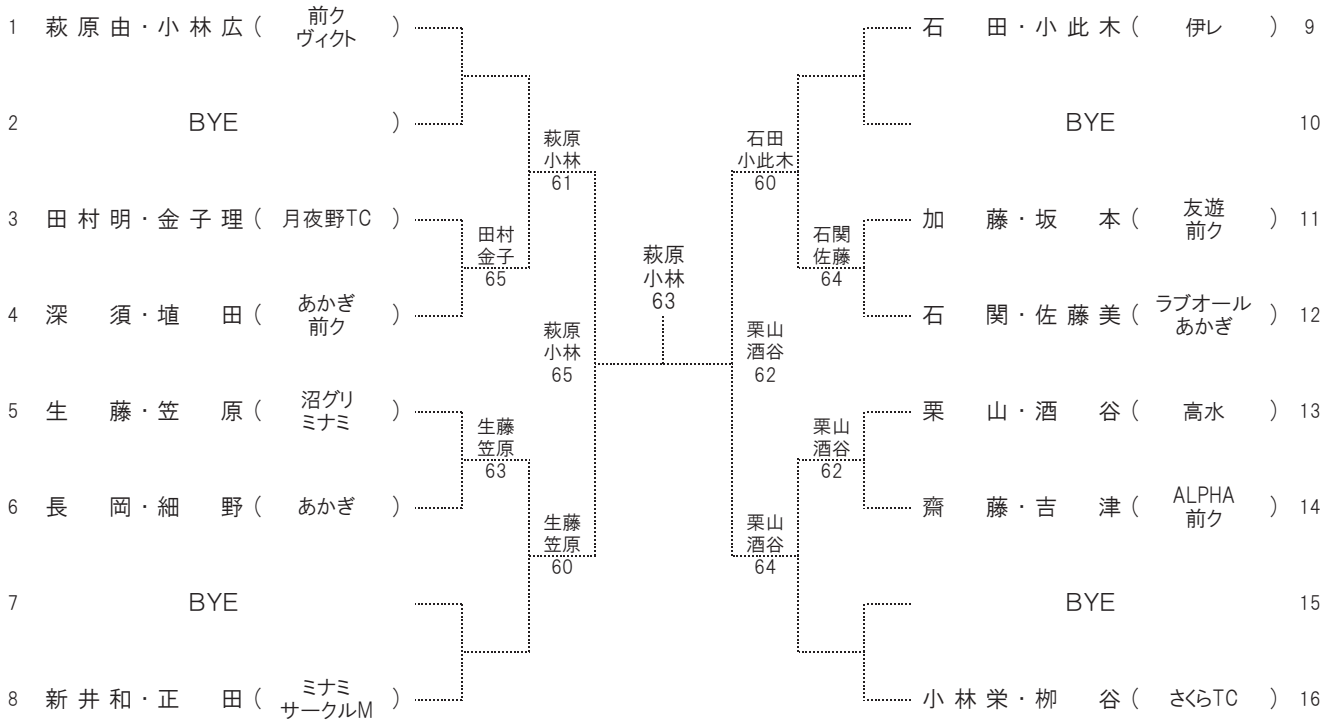 1 萩原由・小林広 ( 前ク ヴィクト )
2 BYE )
3 田村明・金子理 ( 月夜野TC )
4 深須・埴田 ( あかぎ 前ク )
5 生藤・笠原 ( 沼グリ ミナミ )
6 長岡・細野 ( あかぎ )
7 BYE
8 新井和・正田 ( ミナミ サークルM )
田村
金子
65
生藤
笠原
63
萩原
小林
61
生藤
笠原
60
萩原
小林
65
萩原
小林
63
栗山
酒谷
62
石田
小此木
60
栗山
酒谷
64
石関
佐藤
64
栗山
酒谷
62
石田・小此木 ( 伊レ ) 9
BYE 10
加藤・坂本 ( 友遊 前ク ) 11
石関・佐藤美 ( ラブオール あかぎ ) 12
栗山・酒谷 ( 高水 ) 13
齋藤・吉津 ( ALPHA 前ク ) 14
BYE 15
小林栄・栁谷 ( さくらTC ) 16